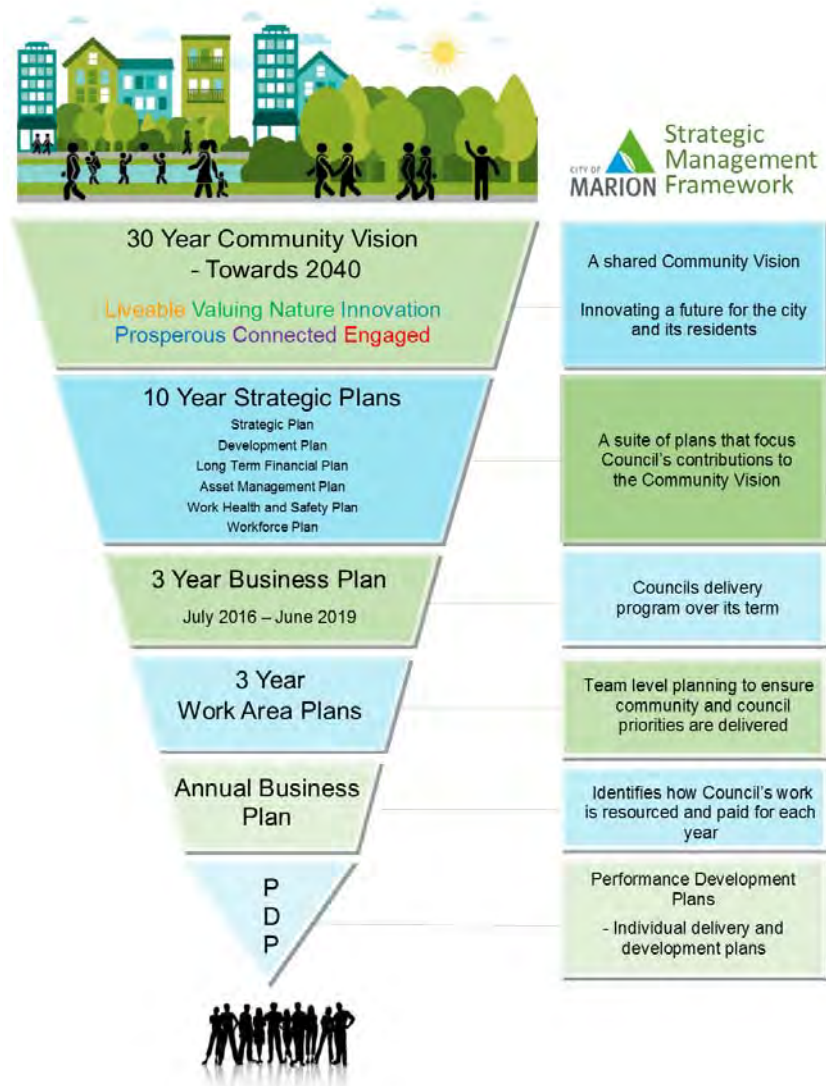 CITY OF
MARION
Strategic
Management
Framework
30 Year Community Vision
- Towards 2040
Liveable Valuing Nature Innovation
Prosperous Connected Engaged
A shared Community Vision
Innovating a future for the city
and its residents
10 Year Strategic Plans
Strategic Plan
Development Plan
Long Term Financial Plan
Asset Management Plan
Work Health and Safety Plan
Workforce Plan
A suite of plans that focus
Council's contributions to
the Community Vision
3 Year Business Plan
July 2016 – June 2019
Councils delivery
program over its term
3 Year
Work Area Plans
Team level planning to ensure
community and council
priorities are delivered
Annual Business
Plan
Identifies how Council's work
is resourced and paid for each
year
P
D
P
Performance Development
Plans
- Individual delivery and
development plans